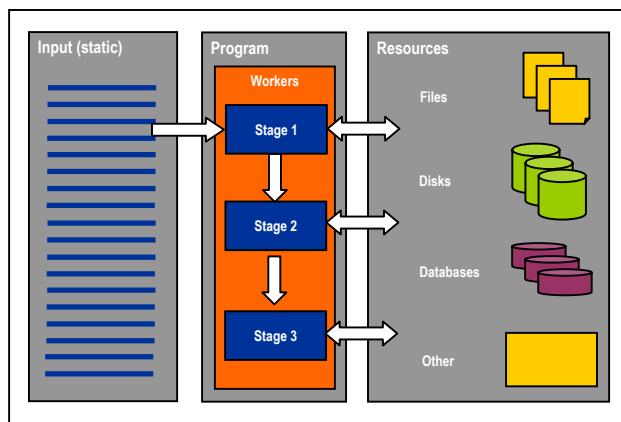 Input (static)
Program
Workers
Stage 1
Stage 2
Stage 3
Resources
Files
Disks
Databases
Other